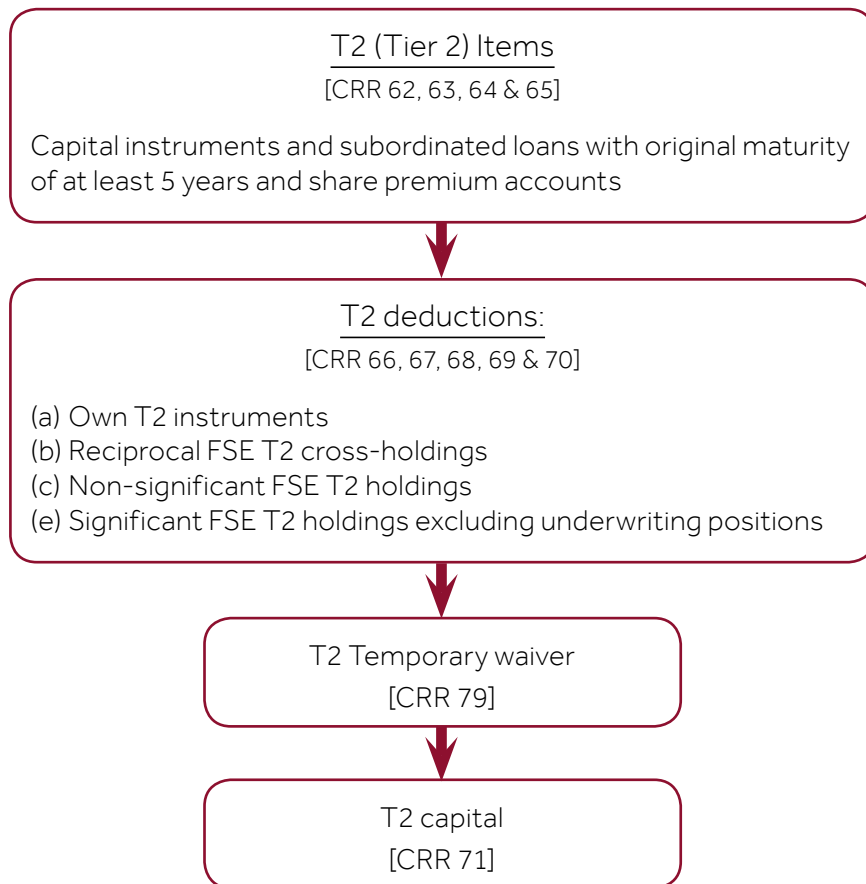 T2 (Tier 2) Items
[CRR 62, 63, 64 & 65]
Capital instruments and subordinated loans with original maturity
of at least 5 years and share premium accounts
T2 deductions:
[CRR 66, 67, 68, 69 & 70]
(a) Own T2 instruments
(b) Reciprocal FSE T2 cross-holdings
(c) Non-significant FSE T2 holdings
(e) Significant FSE T2 holdings excluding underwriting positions
T2 Temporary waiver
[CRR 79]
T2 capital
[CRR 71]